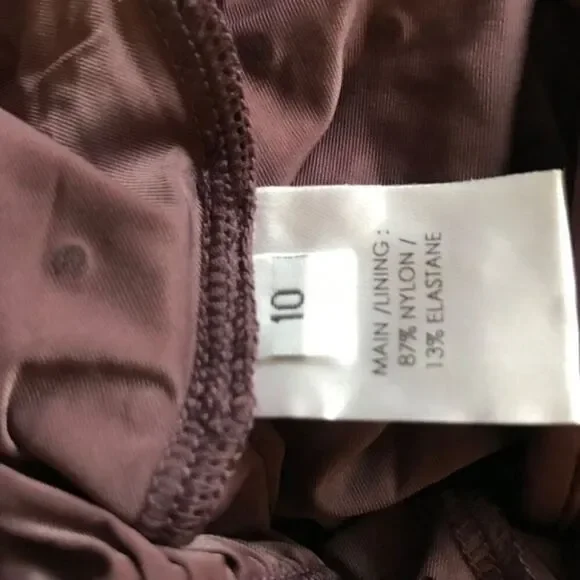 10
MAIN /LINING :
87% NYLON /
13% ELASTANE